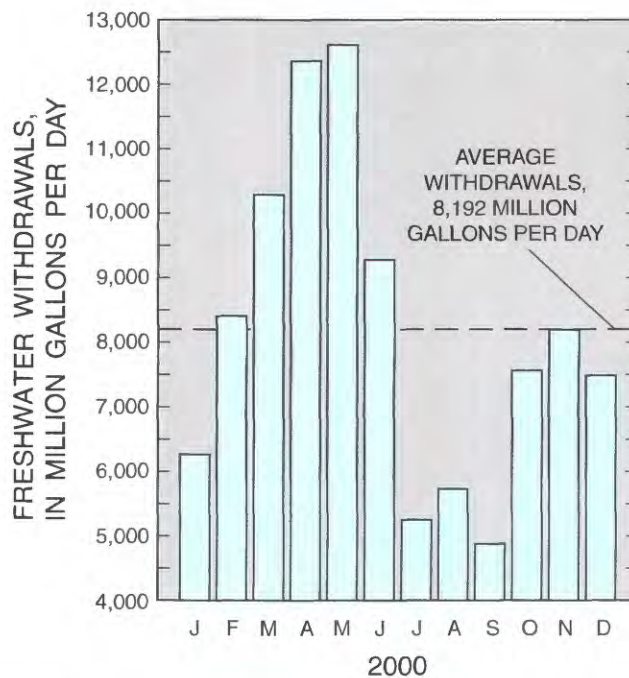 FRESHWATER WITHDRAWALS,
IN MILLION GALLONS PER DAY
13,000
12,000
11,000
10,000
9,000
8,000
7,000
6,000
5,000
4,000
AVERAGE
WITHDRAWALS,
8,192 MILLION
GALLONS PER DAY
J F M A M J J A S O N D
2000